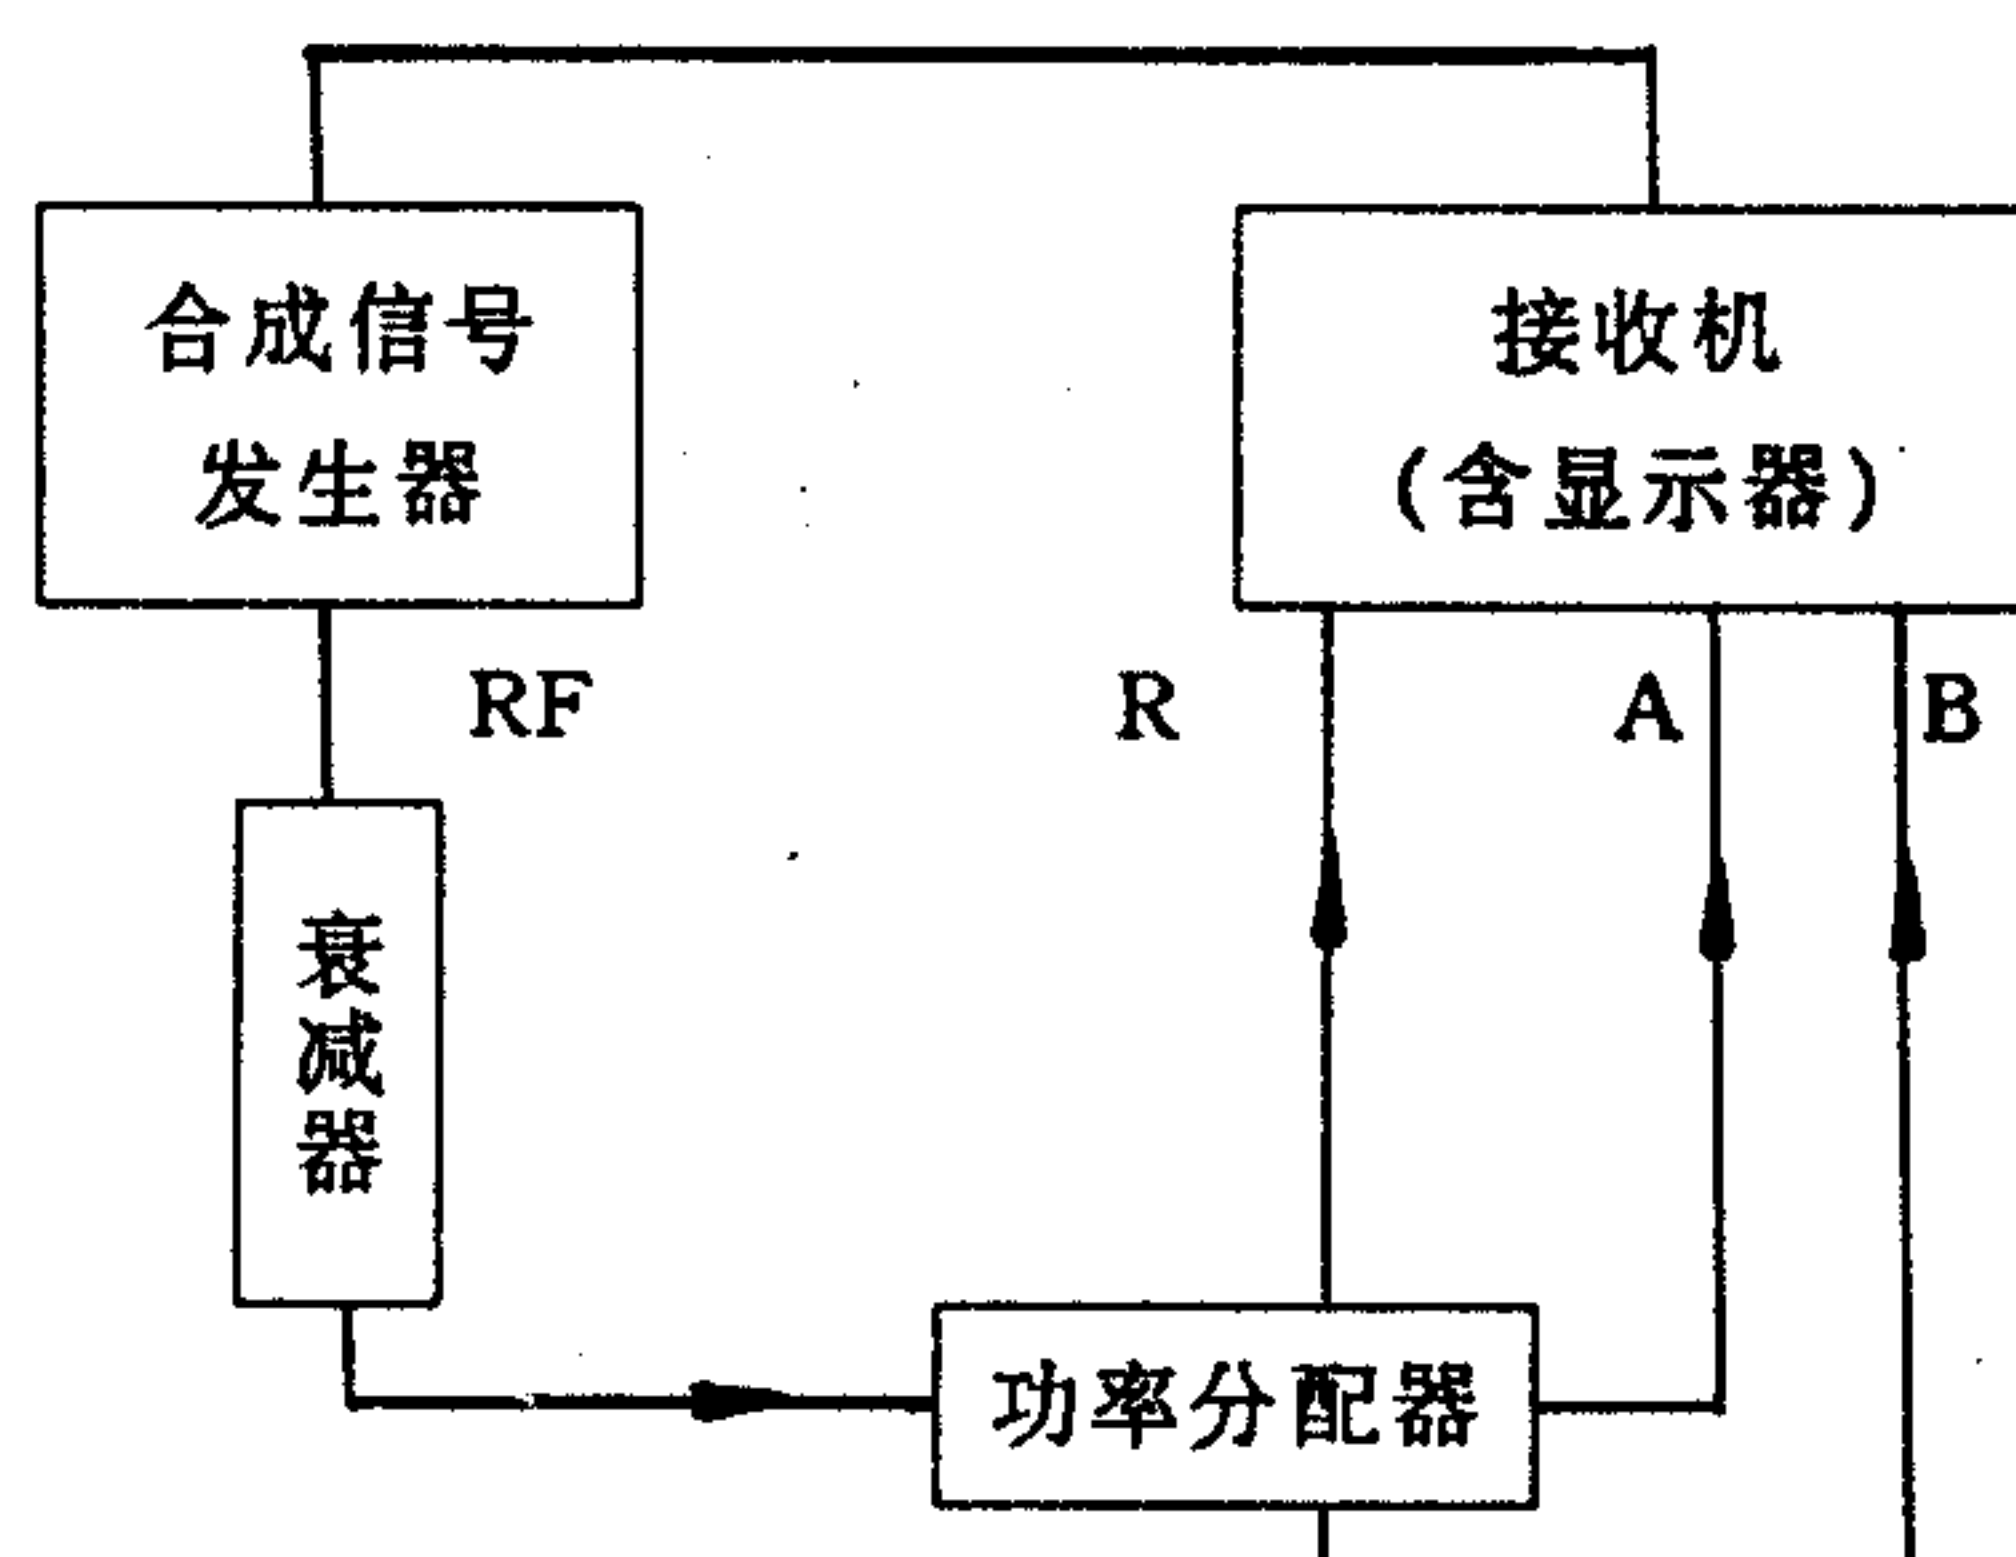 合成信号
发生器
接收机
(含显示器)
RF
R
A
B
衰减器
功率分配器